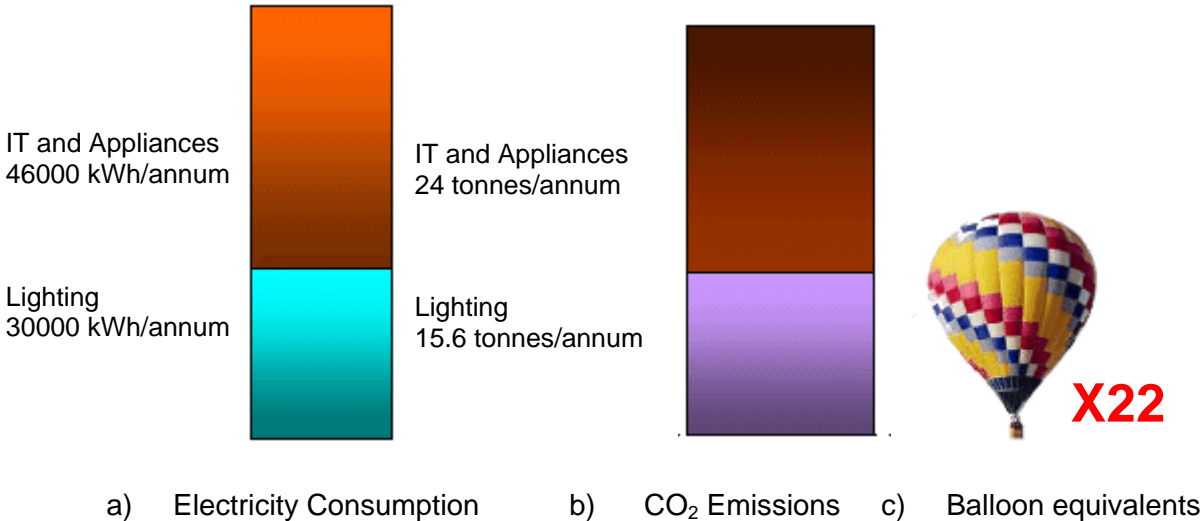 IT and Appliances
46000 kWh/annum
Lighting
30000 kWh/annum
IT and Appliances
24 tonnes/annum
Lighting
15.6 tonnes/annum
X22
a) Electricity Consumption
b) CO₂ Emissions
c) Balloon equivalents